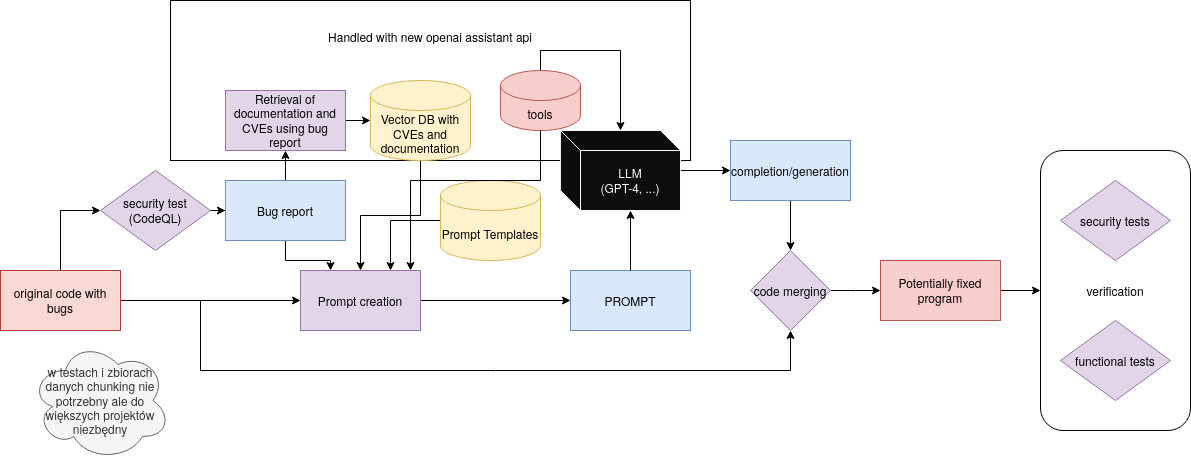 Handled with new openai assistant api
Retrieval of
documentation and
CVEs using bug
report
Vector DB with
CVEs and
documentation
tools
LLM
(GPT-4, ...)
completion/generation
security test
(CodeQL)
Bug report
Prompt Templates
security tests
original code with
bugs
Prompt creation
PROMPT
code merging
Potentially fixed
program
verification
functional tests
w testach i zbiorach
danych chunking nie
potrzebny ale do
większych projektów
niezbędny